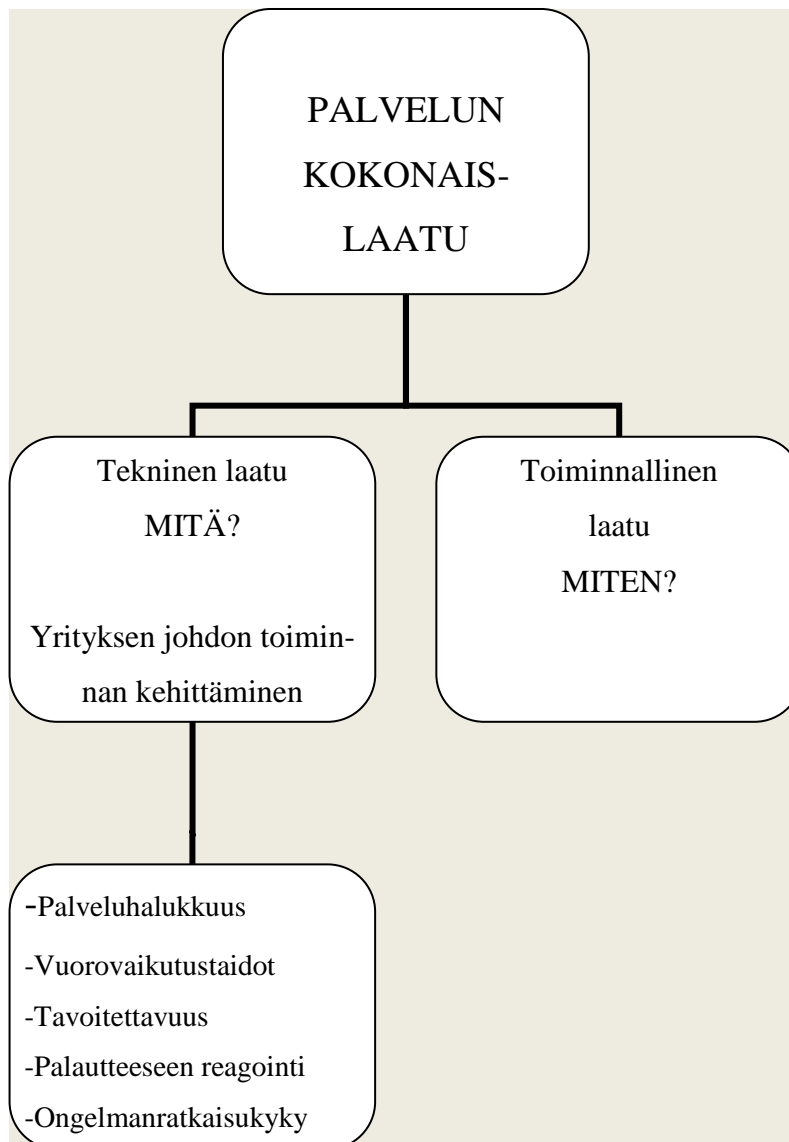 PALVELUN
KOKONAIS-
LAATU
Tekninen laatu
MITÄ?
Yrityksen johdon toimin-
nan kehittäminen
Toiminnallinen
laatu
MITEN?
-Palveluhalukkuus
-Vuorovaikutustaidot
-Tavoitettavuus
-Palautteeseen reagointi
-Ongelmanratkaisukyky